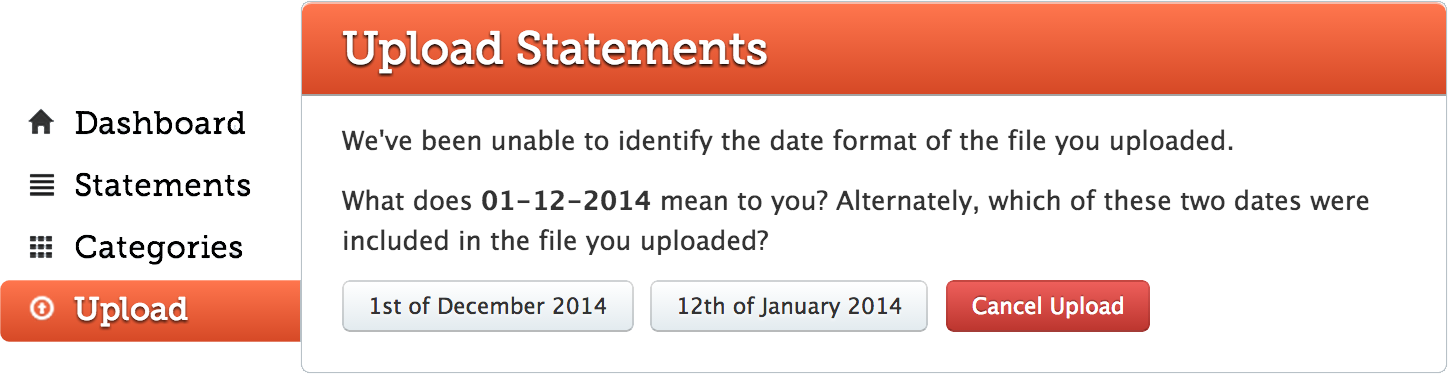 Upload Statements
Dashboard
Statements
Categories
Upload
We've been unable to identify the date format of the file you uploaded.
What does 01-12-2014 mean to you? Alternately, which of these two dates were
included in the file you uploaded?
1st of December 2014
12th of January 2014
Cancel Upload